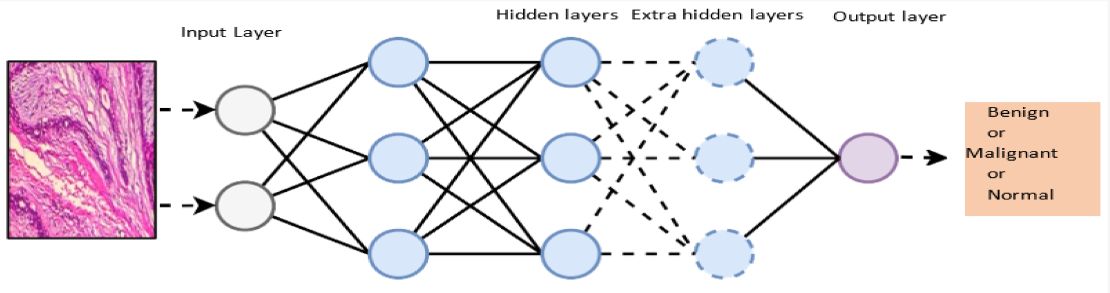 Input Layer
Hidden layers
Extra hidden layers
Output layer
Benign
or
Malignant
or
Normal